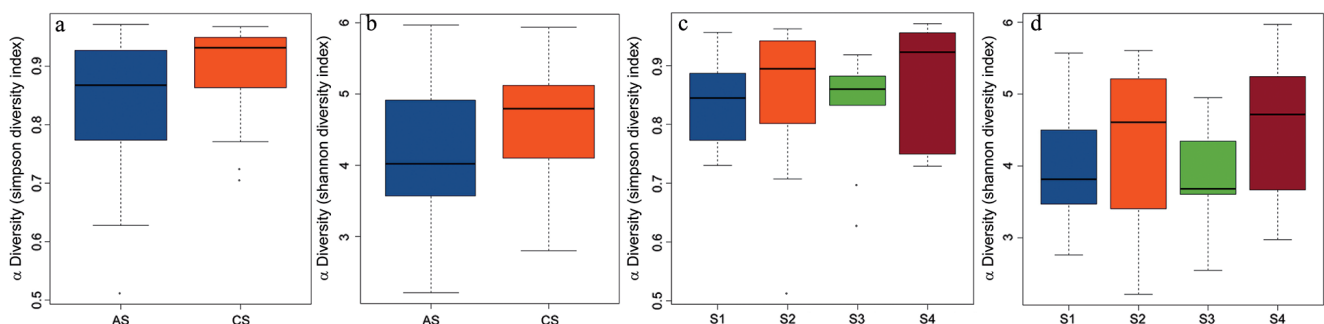 a
α Diversity (simpson diversity index)
0.9
0.8
0.7
0.6
0.5
AS CS
b
α Diversity (shannon diversity index)
6
5
4
3
AS CS
c
α Diversity (simpson diversity index)
0.9
0.8
0.7
0.6
0.5
S1 S2 S3 S4
d
α Diversity (shannon diversity index)
6
5
4
3
S1 S2 S3 S4